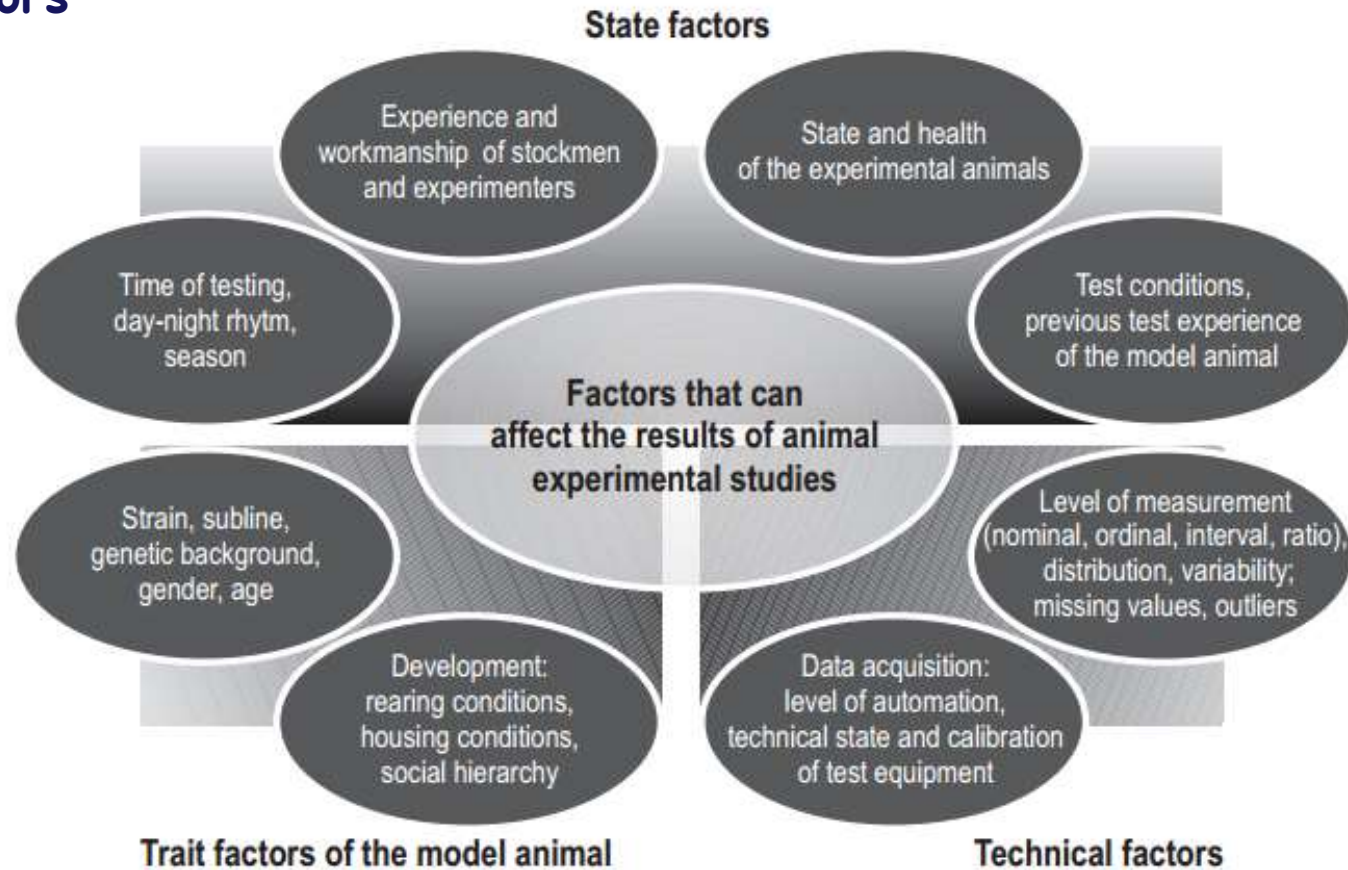 State factors
Experience and
workmanship of stockmen
and experimenters
State and health
of the experimental animals
Time of testing,
day-night rhytm,
season
Test conditions,
previous test experience
of the model animal
Factors that can
affect the results of animal
experimental studies
Strain, subline,
genetic background,
gender, age
Level of measurement
(nominal, ordinal, interval, ratio),
distribution, variability;
missing values, outliers
Development:
rearing conditions,
housing conditions,
social hierarchy
Data acquisition:
level of automation,
technical state and calibration
of test equipment
Trait factors of the model animal
Technical factors